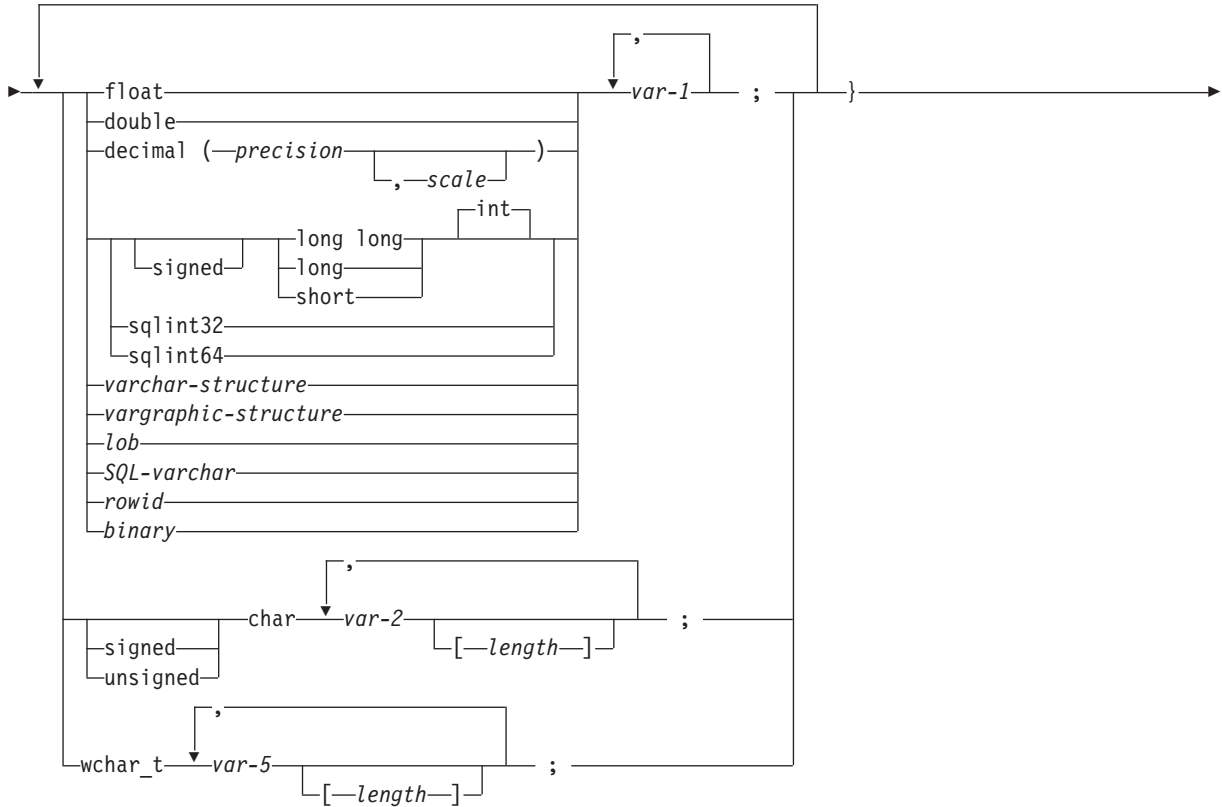 ,
float var-1 ; }
double
decimal ( precision )
, scale
int
long long
signed long
short
sqlint32
sqlint64
varchar-structure
vargraphic-structure
lob
SQL-varchar
rowid
binary
,
char var-2 ;
signed [ length ]
unsigned
,
wchar_t var-5 ;
[ length ]